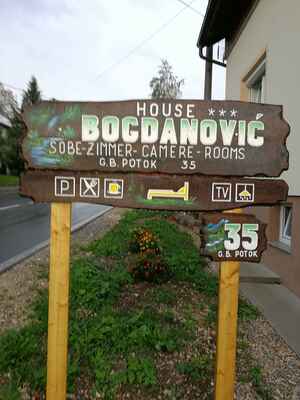 HOUSE ***
BOGDANOVIĆ
SOBE-ZIMMER-CAMERE-ROOMS
G.B. POTOK 35
P TV
35
G.B. POTOK